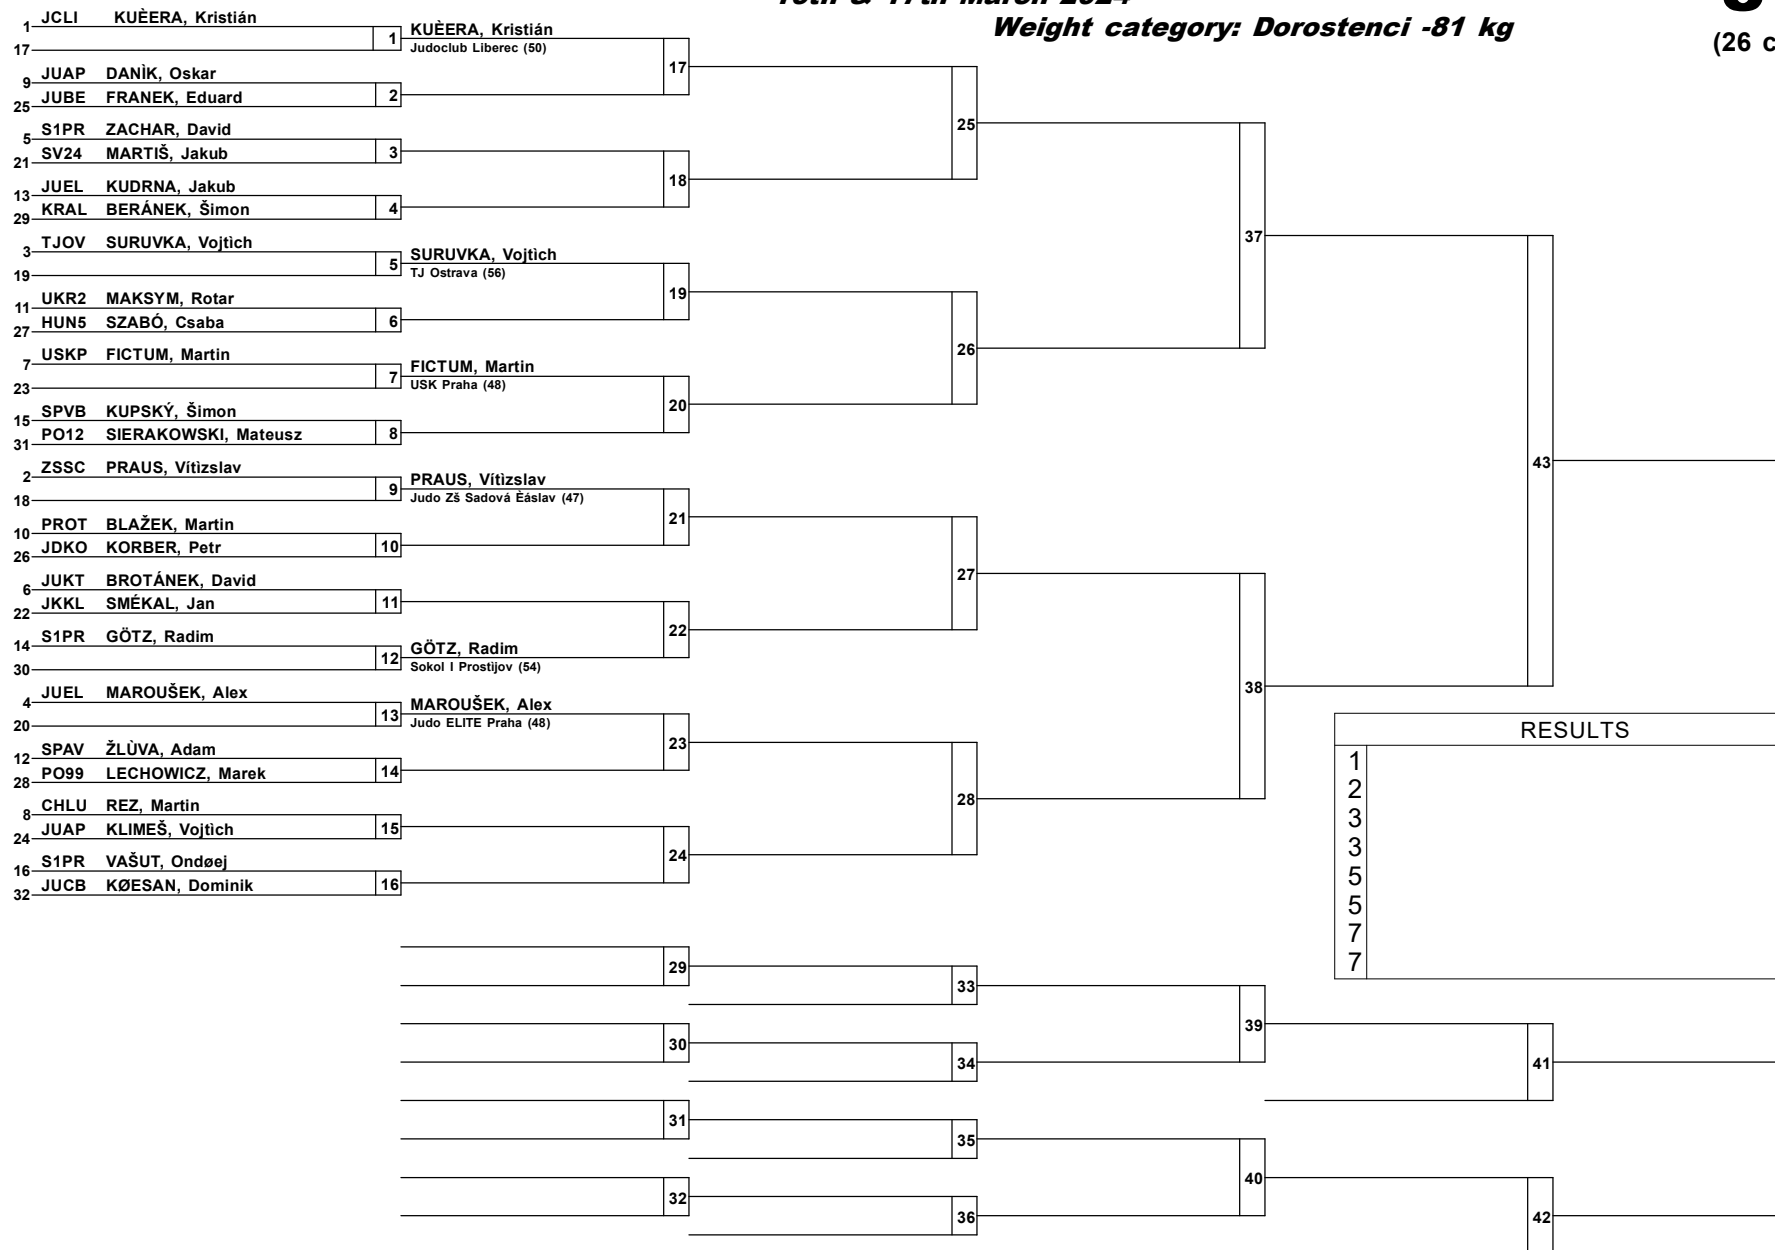 Weight category: Dorostenci -81 kg
1 JCLI KUÈERA, Kristián
17
1 KUÈERA, Kristián
Judoclub Liberec (50)
9 JUAP DANÌK, Oskar
25 JUBE FRANEK, Eduard
2
17
5 S1PR ZACHAR, David
21 SV24 MARTIŠ, Jakub
3
13 JUEL KUDRNA, Jakub
29 KRAL BERÁNEK, Šimon
4
18
25
3 TJOV SURUVKA, Vojtìch
19
5 SURUVKA, Vojtìch
TJ Ostrava (56)
11 UKR2 MAKSYM, Rotar
27 HUN5 SZABÓ, Csaba
6
19
7 USKP FICTUM, Martin
23
7 FICTUM, Martin
USK Praha (48)
15 SPVB KUPSKÝ, Šimon
31 PO12 SIERAKOWSKI, Mateusz
8
20
26
37
2 ZSSC PRAUS, Vítìzslav
18
9 PRAUS, Vítìzslav
Judo Zš Sadová Èáslav (47)
10 PROT BLAŽEK, Martin
26 JDKO KORBER, Petr
10
21
6 JUKT BROTÁNEK, David
22 JKKL SMÉKAL, Jan
11
14 S1PR GÖTZ, Radim
30
12 GÖTZ, Radim
Sokol I Prostìjov (54)
22
27
4 JUEL MAROUŠEK, Alex
20
13 MAROUŠEK, Alex
Judo ELITE Praha (48)
12 SPAV ŽLÙVA, Adam
28 PO99 LECHOWICZ, Marek
14
23
8 CHLU REZ, Martin
24 JUAP KLIMEŠ, Vojtìch
15
16 S1PR VAŠUT, Ondøej
32 JUCB KØESAN, Dominik
16
24
28
38
43
RESULTS
1
2
3
3
5
5
7
7
29
33
30
34
39
41
31
35
32
36
40
42
(26 c